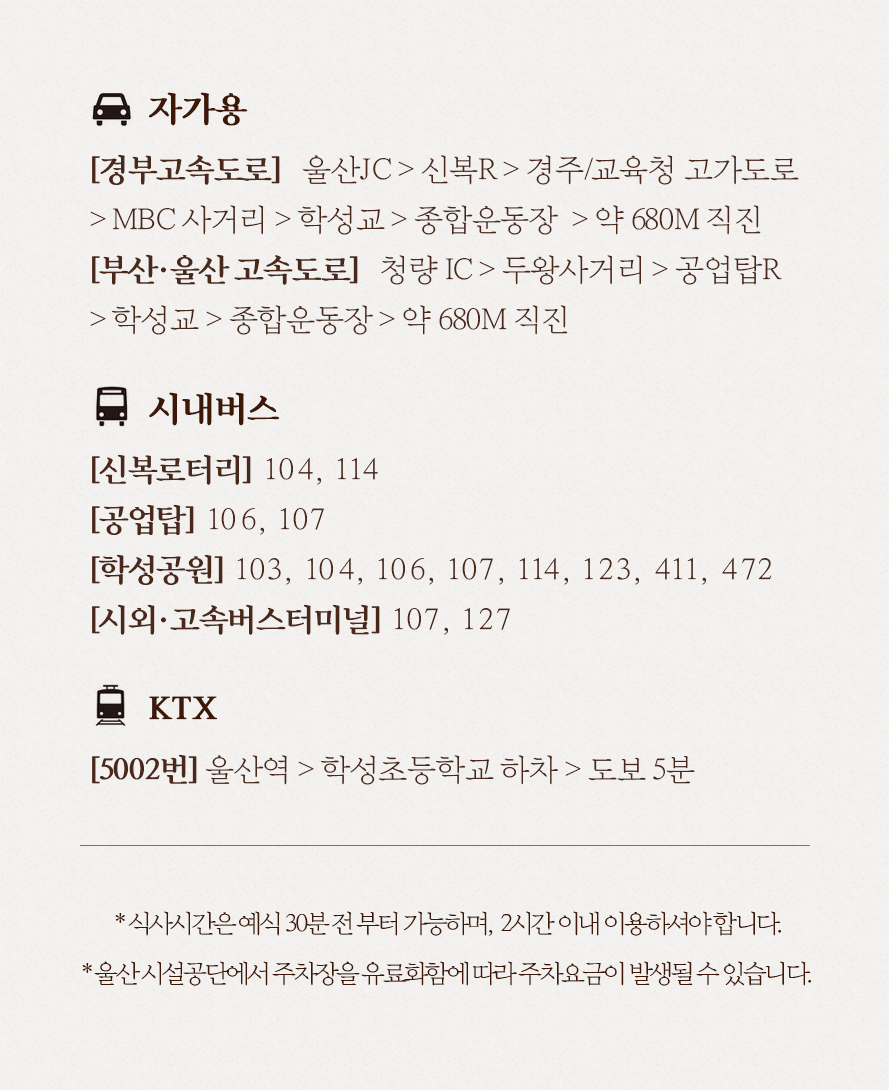 자가용
[경부고속도로] 울산JC > 신복R > 경주/교육청 고가도로
> MBC 사거리 > 학성교 > 종합운동장 > 약 680M 직진
[부산·울산 고속도로] 청량 IC > 두왕사거리 > 공업탑R
> 학성교 > 종합운동장 > 약 680M 직진
시내버스
[신복로터리] 104, 114
[공업탑] 106, 107
[학성공원] 103, 104, 106, 107, 114, 123, 411, 472
[시외·고속버스터미널] 107, 127
KTX
[5002번] 울산역 > 학성초등학교 하차 > 도보 5분
* 식사시간은 예식 30분 전 부터 가능하며, 2시간 이내 이용하셔야 합니다.
* 울산 시설공단에서 주차장을 유료화함에 따라 주차요금이 발생될 수 있습니다.